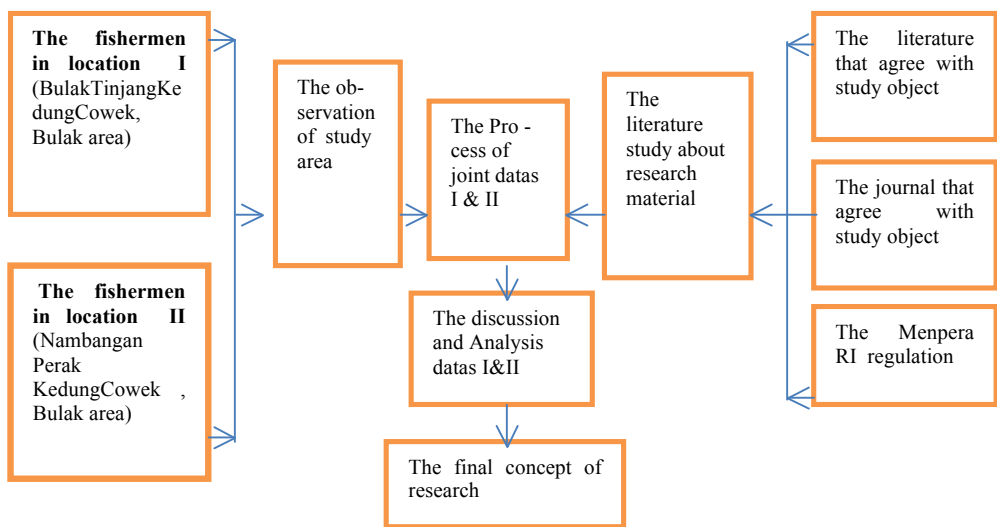 The fishermen
in location I
(BulakTinjangKe
dungCowek,
Bulak area)
The fishermen
in location II
(Nambangan
Perak
KedungCowek ,
Bulak area)
The ob-
servation of
study area
The Pro -
cess of
joint datas
I & II
The
literature
study about
research
material
The literature
that agree with
study object
The journal that
agree with
study object
The Menpera
RI regulation
The discussion
and Analysis
datas I&II
The final concept of
research